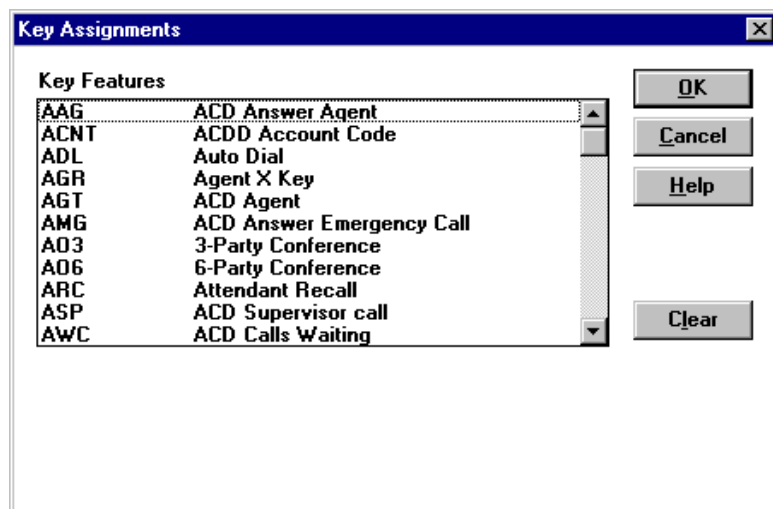 Key Assignments
Key Features
OK
AAG ACD Answer Agent
ACNT ACDD Account Code
Cancel
ADL Auto Dial
AGR Agent X Key
Help
AGT ACD Agent
AMG ACD Answer Emergency Call
AO3 3-Party Conference
AO6 6-Party Conference
ARC Attendant Recall
ASP ACD Supervisor call
Clear
AWC ACD Calls Waiting